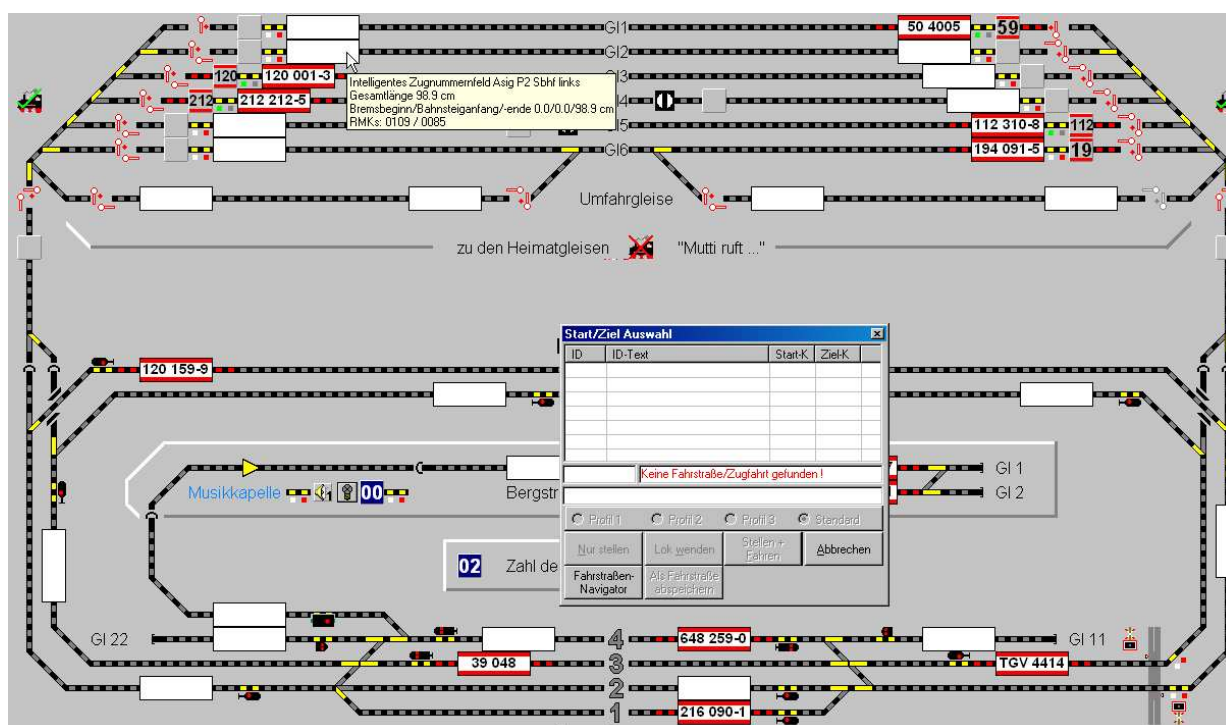 Gl1
50 4005
59
Gl2
120
120 001-3
Gl3
Intelligentes Zugnummernfeld Asig P2 Sbhf links
Gesamtlänge 98.9 cm
Bremsbeginn/Bahnsteiganfang/-ende 0.0/0.0/98.9 cm
RMKs: 0109 / 0085
212
212 212-5
l4
Gl5
112 310-8
112
Gl6
194 091-5
19
Umfahrgleise
zu den Heimatgleisen
"Mutti ruft ..."
Start/Ziel Auswahl
ID
ID-Text
Start-K
Ziel-K
120 159-9
Keine Fahrstraße/Zugfahrt gefunden !
Gl 1
Musikkapelle
1
00
Bergstr
Gl 2
Profil 1
Profil 2
Profil 3
Standard
Nur stellen
Lok wenden
Stellen +
Fahren
Abbrechen
02
Zahl de
Fahrstraßen-
Navigator
Als Fahrstraße
abspeichern
Gl 22
4
648 259-0
Gl 11
39 048
3
TGV 4414
2
1
216 090-1